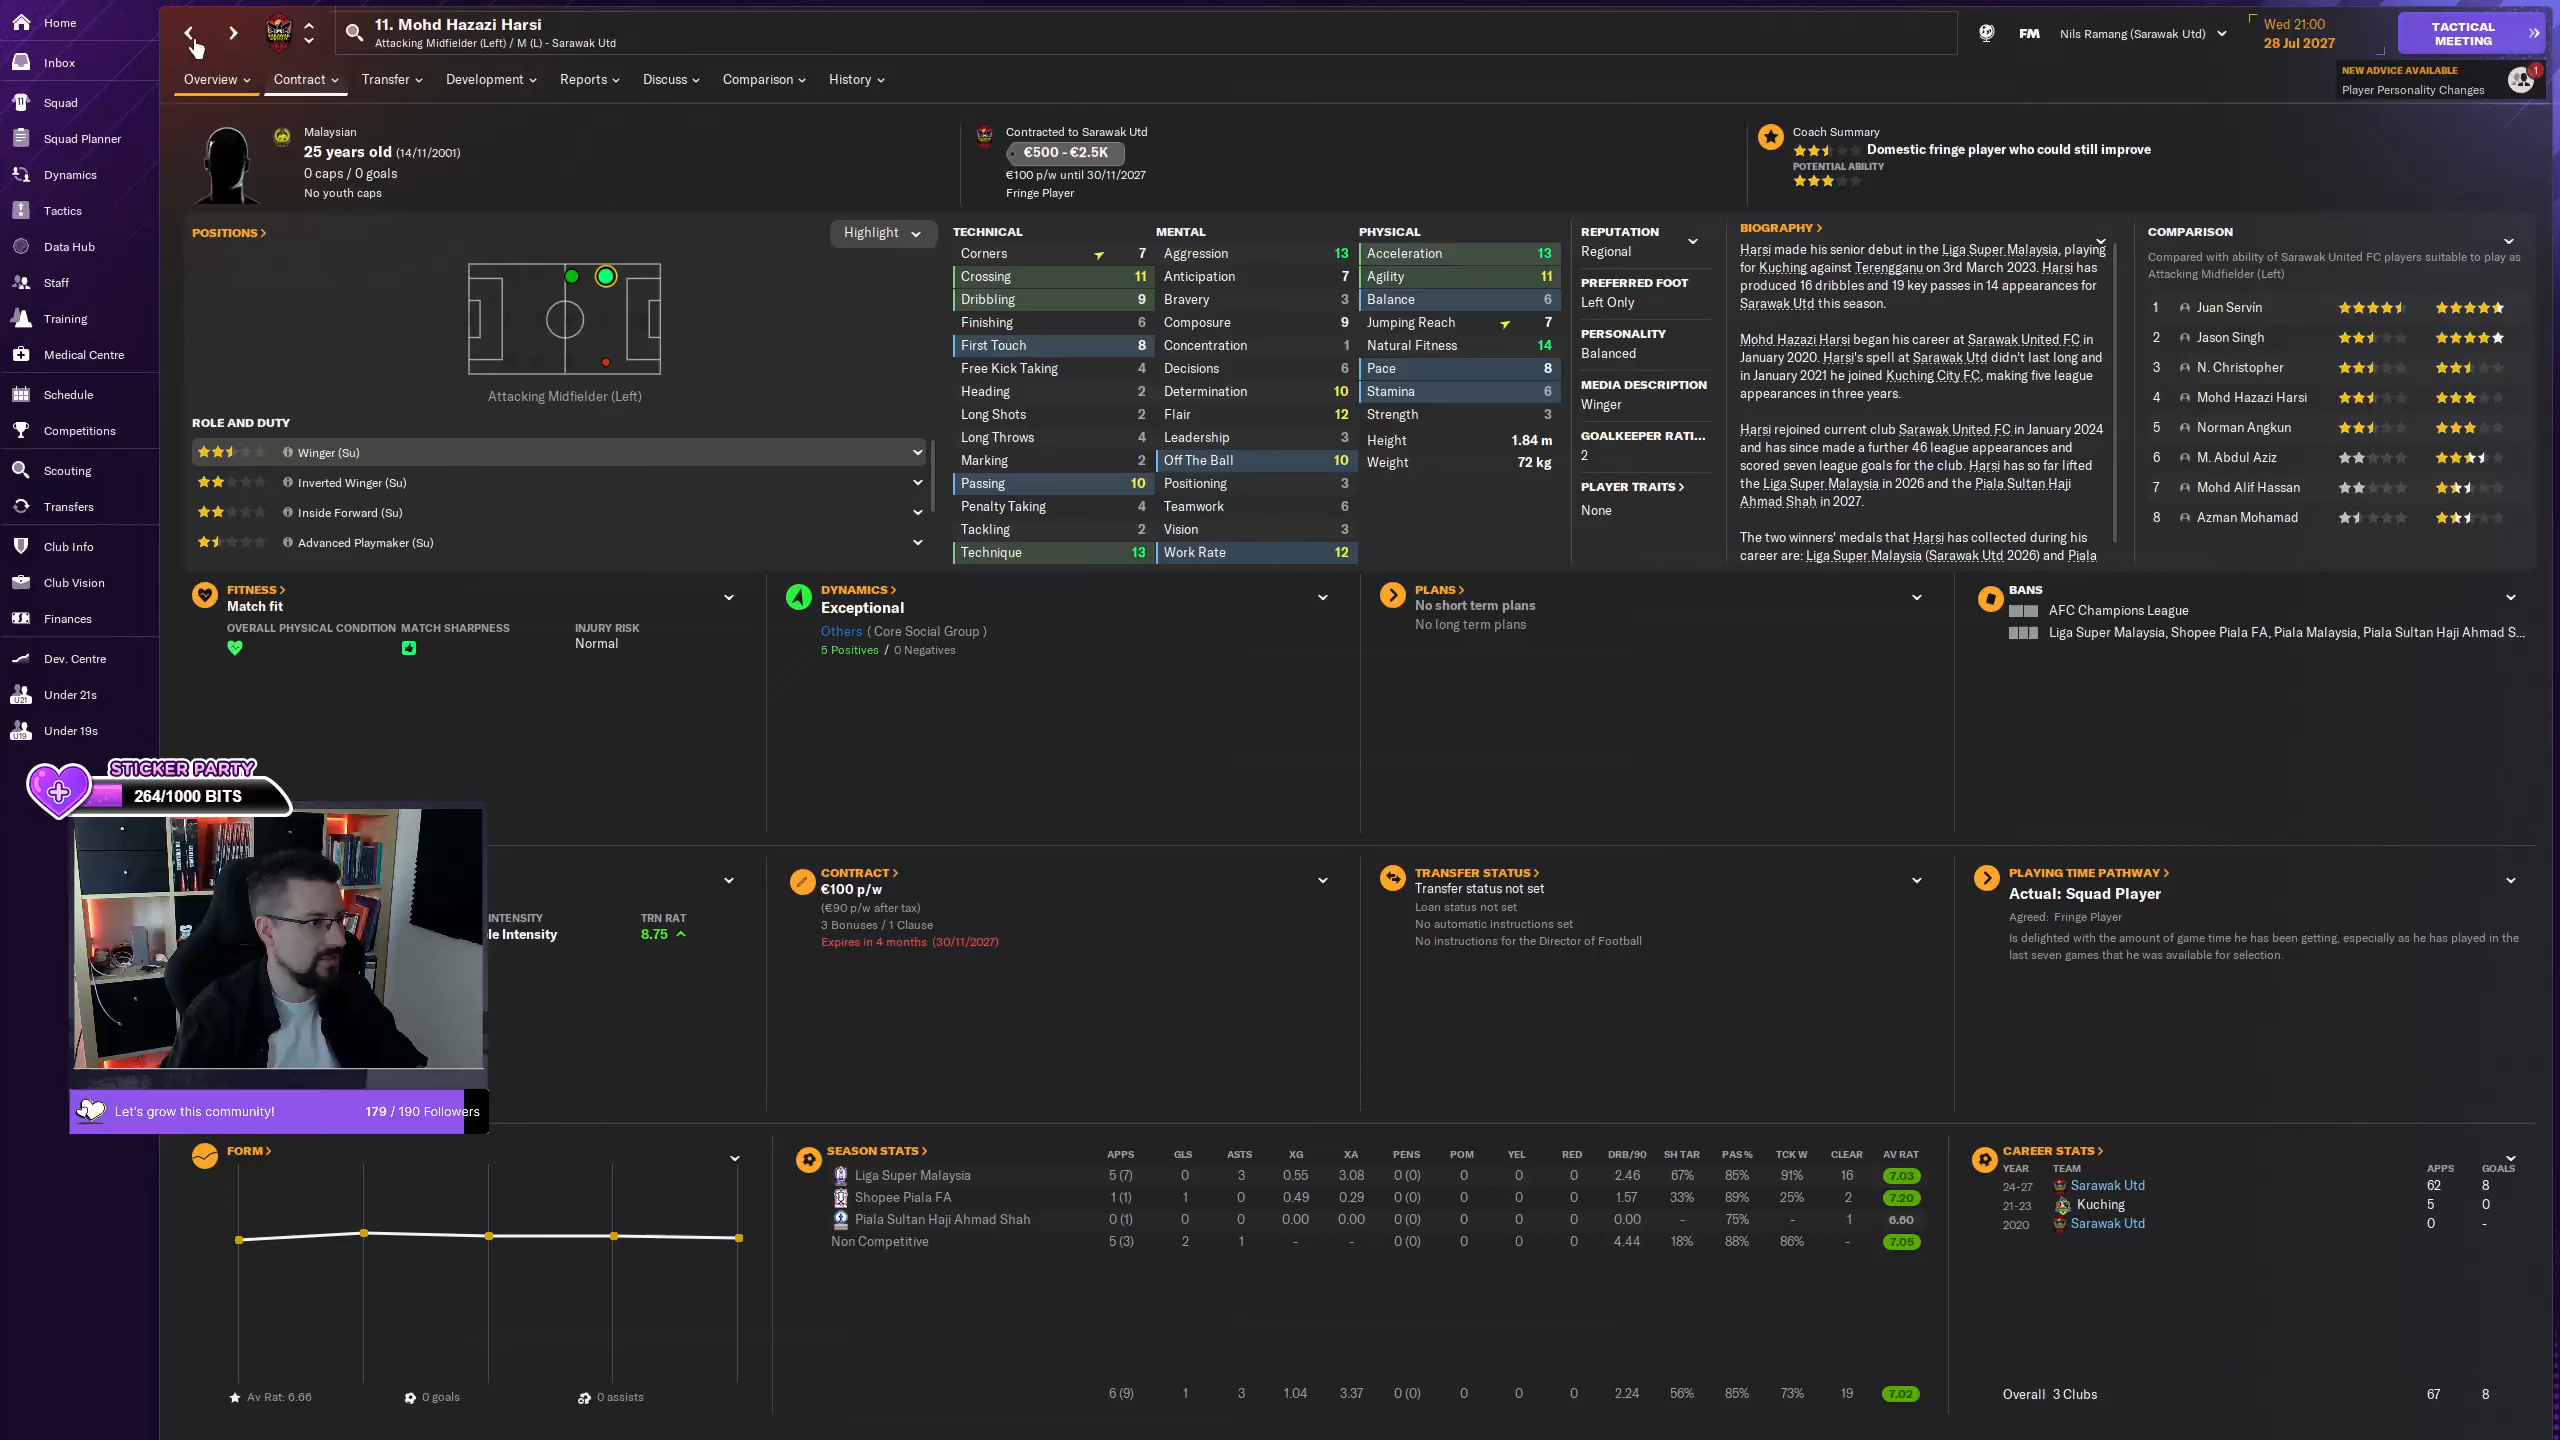 Home
Inbox
Squad
Squad Planner
Dynamics
Tactics
Data Hub
Staff
Training
Medical Centre
Schedule
Competitions
Scouting
Transfers
Club Info
Club Vision
Finances
Dev. Centre
Under 21s
Under 19s
11. Mohd Hazazi Harsi
Attacking Midfielder (Left) / M (L) - Sarawak Utd
FM
Nils Ramang (Sarawak Utd)
Wed 21:00
28 Jul 2027
TACTICAL MEETING
NEW ADVICE AVAILABLE
Player Personality Changes
1
Overview Contract Transfer Development Reports Discuss Comparison History
Malaysian
25 years old (14/11/2001)
0 caps / 0 goals
No youth caps
Contracted to Sarawak Utd
€500 - €2.5K
€100 p/w until 30/11/2027
Fringe Player
Coach Summary
Domestic fringe player who could still improve
POTENTIAL ABILITY
POSITIONS >
Highlight
Attacking Midfielder (Left)
ROLE AND DUTY
Winger (Su)
Inverted Winger (Su)
Inside Forward (Su)
Advanced Playmaker (Su)
TECHNICAL
Corners 7
Crossing 11
Dribbling 9
Finishing 6
First Touch 8
Free Kick Taking 4
Heading 2
Long Shots 2
Long Throws 4
Marking 2
Passing 10
Penalty Taking 4
Tackling 2
Technique 13
MENTAL
Aggression 13
Anticipation 7
Bravery 3
Composure 9
Concentration 1
Decisions 6
Determination 10
Flair 12
Leadership 3
Off The Ball 10
Positioning 3
Teamwork 6
Vision 3
Work Rate 12
PHYSICAL
Acceleration 13
Agility 11
Balance 6
Jumping Reach 7
Natural Fitness 14
Pace 8
Stamina 6
Strength 3
Height 1.84 m
Weight 72 kg
REPUTATION
Regional
PREFERRED FOOT
Left Only
PERSONALITY
Balanced
MEDIA DESCRIPTION
Winger
GOALKEEPER RATI...
2
PLAYER TRAITS >
None
BIOGRAPHY >
Harsi made his senior debut in the Liga Super Malaysia, playing
for Kuching against Terengganu on 3rd March 2023. Harsi has
produced 16 dribbles and 19 key passes in 14 appearances for
Sarawak Utd this season.
Mohd Hazazi Harsi began his career at Sarawak United FC in
January 2020. Harsi's spell at Sarawak Utd didn't last long and
in January 2021 he joined Kuching City FC, making five league
appearances in three years.
Harsi rejoined current club Sarawak United FC in January 2024
and has since made a further 46 league appearances and
scored seven league goals for the club. Harsi has so far lifted
the Liga Super Malaysia in 2026 and the Piala Sultan Haji
Ahmad Shah in 2027.
The two winners' medals that Harsi has collected during his
career are: Liga Super Malaysia (Sarawak Utd 2026) and Piala
COMPARISON
Compared with ability of Sarawak United FC players suitable to play as
Attacking Midfielder (Left)
1 Juan Servín
2 Jason Singh
3 N. Christopher
4 Mohd Hazazi Harsi
5 Norman Angkun
6 M. Abdul Aziz
7 Mohd Alif Hassan
8 Azman Mohamad
FITNESS >
Match fit
OVERALL PHYSICAL CONDITION MATCH SHARPNESS INJURY RISK
Normal
DYNAMICS >
Exceptional
Others ( Core Social Group )
5 Positives / 0 Negatives
PLANS >
No short term plans
No long term plans
BANS
AFC Champions League
Liga Super Malaysia, Shopee Piala FA, Piala Malaysia, Piala Sultan Haji Ahmad S...
STICKER PARTY
264/1000 BITS
INTENSITY TRN RAT
le Intensity 8.75
CONTRACT >
€100 p/w
(€90 p/w after tax)
3 Bonuses / 1 Clause
Expires in 4 months (30/11/2027)
TRANSFER STATUS >
Transfer status not set
Loan status not set
No automatic instructions set
No instructions for the Director of Football
PLAYING TIME PATHWAY >
Actual: Squad Player
Agreed: Fringe Player
Is delighted with the amount of game time he has been getting, especially as he has played in the
last seven games that he was available for selection.
Let's grow this community! 179 / 190 Followers
FORM >
Av Rat: 6.66 0 goals 0 assists
SEASON STATS > APPS GLS ASTS XG XA PENS POM YEL RED DRB/90 SH TAR PAS % TCK W CLEAR AV RAT
Liga Super Malaysia 5 (7) 0 3 0.55 3.08 0 (0) 0 0 0 2.46 67% 85% 91% 16 7.03
Shopee Piala FA 1 (1) 1 0 0.49 0.29 0 (0) 0 0 0 1.57 33% 89% 25% 2 7.20
Piala Sultan Haji Ahmad Shah 0 (1) 0 0 0.00 0.00 0 (0) 0 0 0 0.00 - 75% - 1 6.60
Non Competitive 5 (3) 2 1 - - 0 (0) 0 0 0 4.44 18% 88% 86% - 7.05
6 (9) 1 3 1.04 3.37 0 (0) 0 0 0 2.24 56% 85% 73% 19 7.02
CAREER STATS >
YEAR TEAM APPS GOALS
24-27 Sarawak Utd 62 8
21-23 Kuching 5 0
2020 Sarawak Utd 0 -
Overall 3 Clubs 67 8